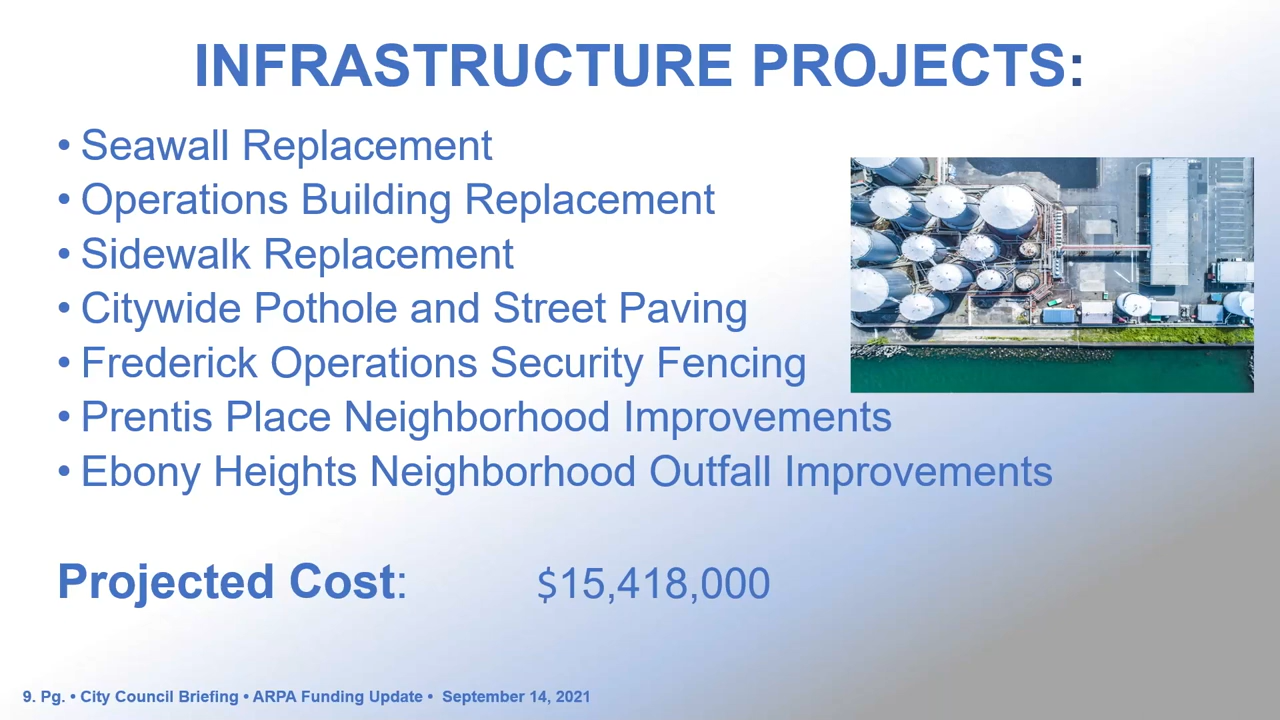 INFRASTRUCTURE PROJECTS:
• Seawall Replacement
• Operations Building Replacement
• Sidewalk Replacement
• Citywide Pothole and Street Paving
• Frederick Operations Security Fencing
• Prentis Place Neighborhood Improvements
• Ebony Heights Neighborhood Outfall Improvements
Projected Cost: $15,418,000
9. Pg. • City Council Briefing • ARPA Funding Update • September 14, 2021